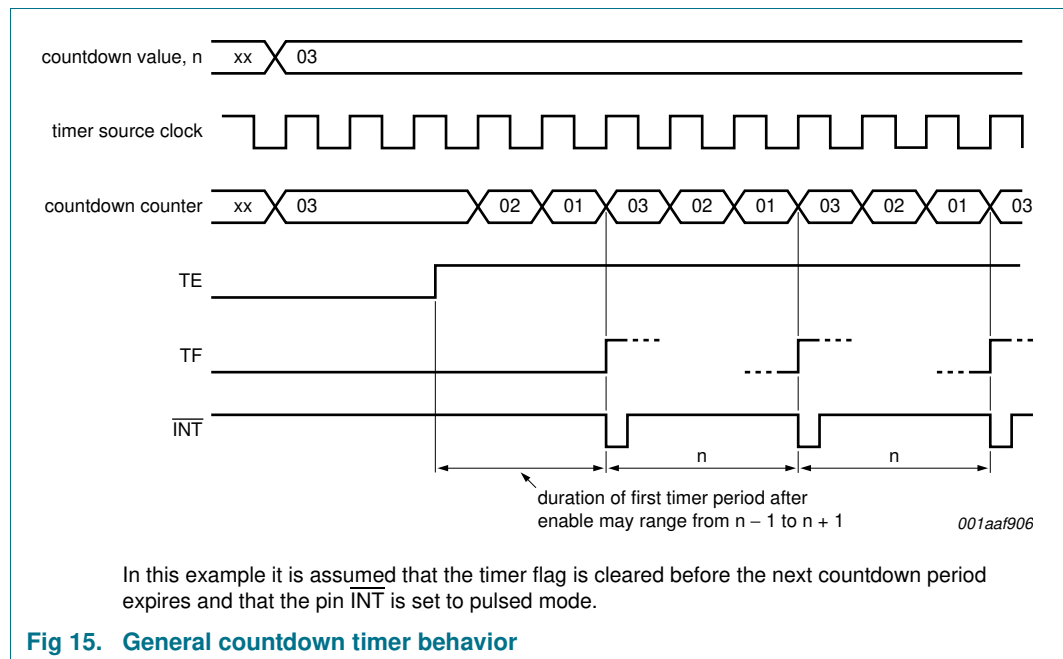 countdown value, n xx 03
timer source clock
countdown counter xx 03 02 01 03 02 01 03 02 01 03
TE
TF
INT
n n
duration of first timer period after
enable may range from n − 1 to n + 1
001aaf906
In this example it is assumed that the timer flag is cleared before the next countdown period
expires and that the pin INT is set to pulsed mode.
Fig 15. General countdown timer behavior